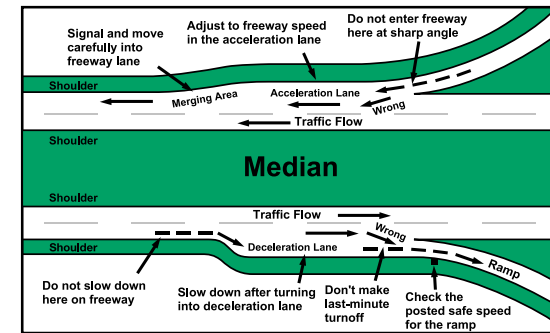 Signal and move
carefully into
freeway lane
Adjust to freeway speed
in the acceleration lane
Do not enter freeway
here at sharp angle
Shoulder
Merging Area
Acceleration Lane
Wrong
Traffic Flow
Shoulder
Median
Shoulder
Traffic Flow
Wrong
Shoulder
Deceleration Lane
Ramp
Do not slow down
here on freeway
Slow down after turning
into deceleration lane
Don't make
last-minute
turnoff
Check the
posted safe speed
for the ramp